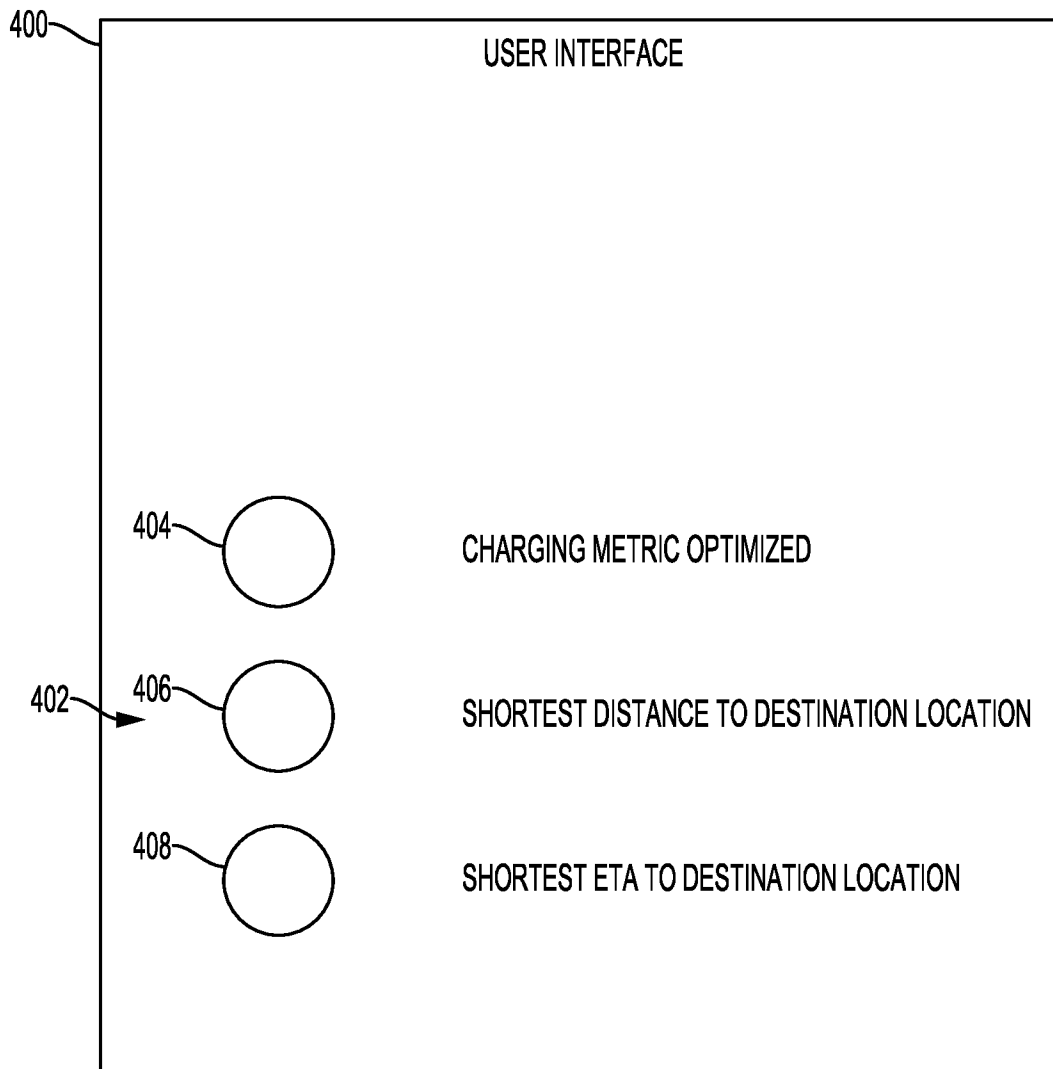 400
USER INTERFACE
404
CHARGING METRIC OPTIMIZED
402
406
SHORTEST DISTANCE TO DESTINATION LOCATION
408
SHORTEST ETA TO DESTINATION LOCATION